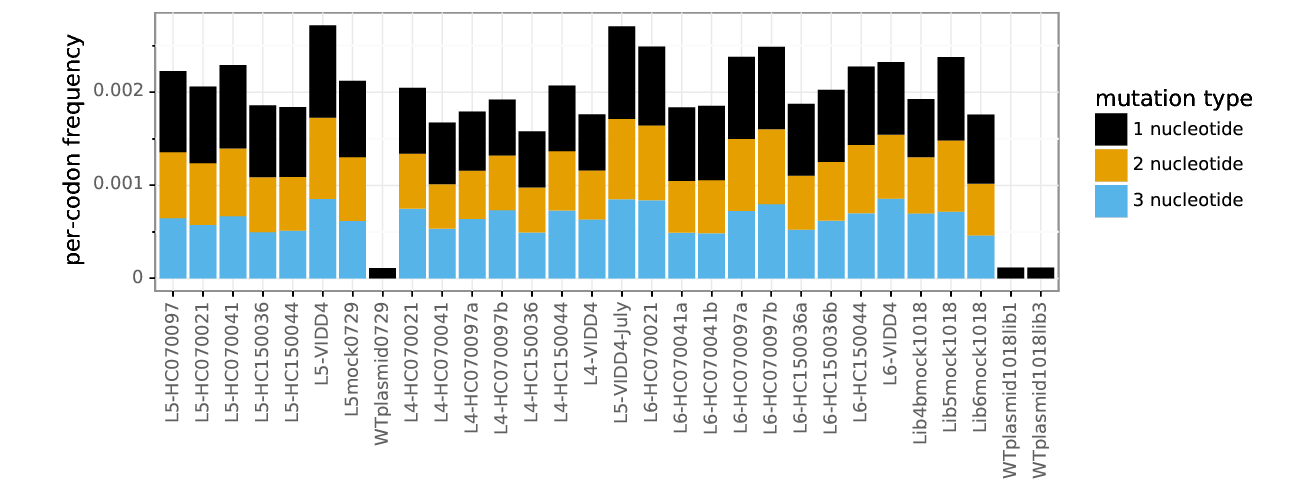 per-codon frequency
0.002
0.001
0
L5-HC070097
L5-HC070021
L5-HC070041
L5-HC150036
L5-HC150044
L5-VIDD4
L5mock0729
WTplasmid0729
L4-HC070021
L4-HC070041
L4-HC070097a
L4-HC070097b
L4-HC150036
L4-HC150044
L4-VIDD4
L5-VIDD4-July
L6-HC070021
L6-HC070041a
L6-HC070041b
L6-HC070097a
L6-HC070097b
L6-HC150036a
L6-HC150036b
L6-HC150044
L6-VIDD4
Lib4bmock1018
Lib5mock1018
Lib6mock1018
WTplasmid1018lib1
WTplasmid1018lib3
mutation type
1 nucleotide
2 nucleotide
3 nucleotide